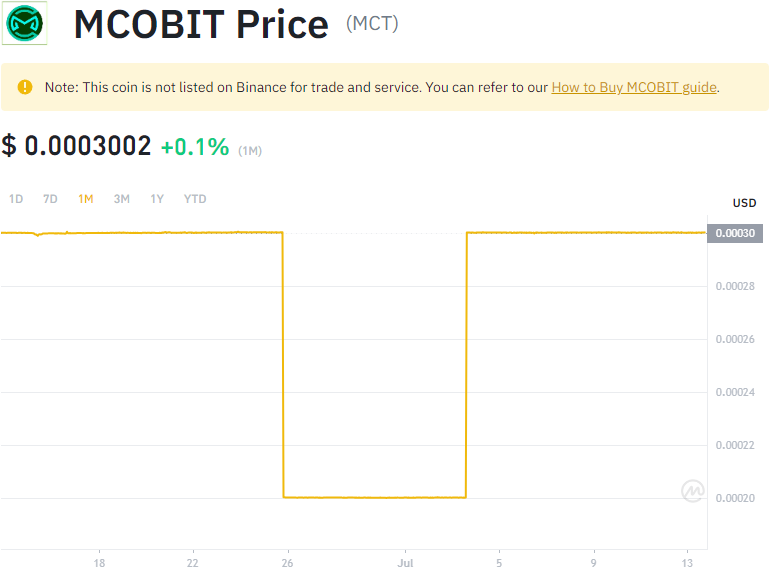 MCOBIT Price (MCT)
Note: This coin is not listed on Binance for trade and service. You can refer to our How to Buy MCOBIT guide.
$ 0.0003002 +0.1% (1M)
1D 7D 1M 3M 1Y YTD
USD
0.00030
0.00028
0.00026
0.00024
0.00022
0.00020
18 22 26 Jul 5 9 13